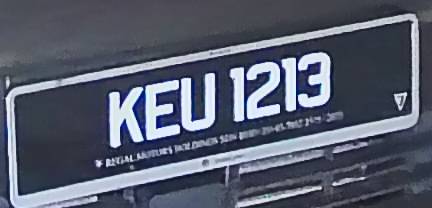 KEU 1213
REGAL MOTORS HOLDINGS SDN BHD